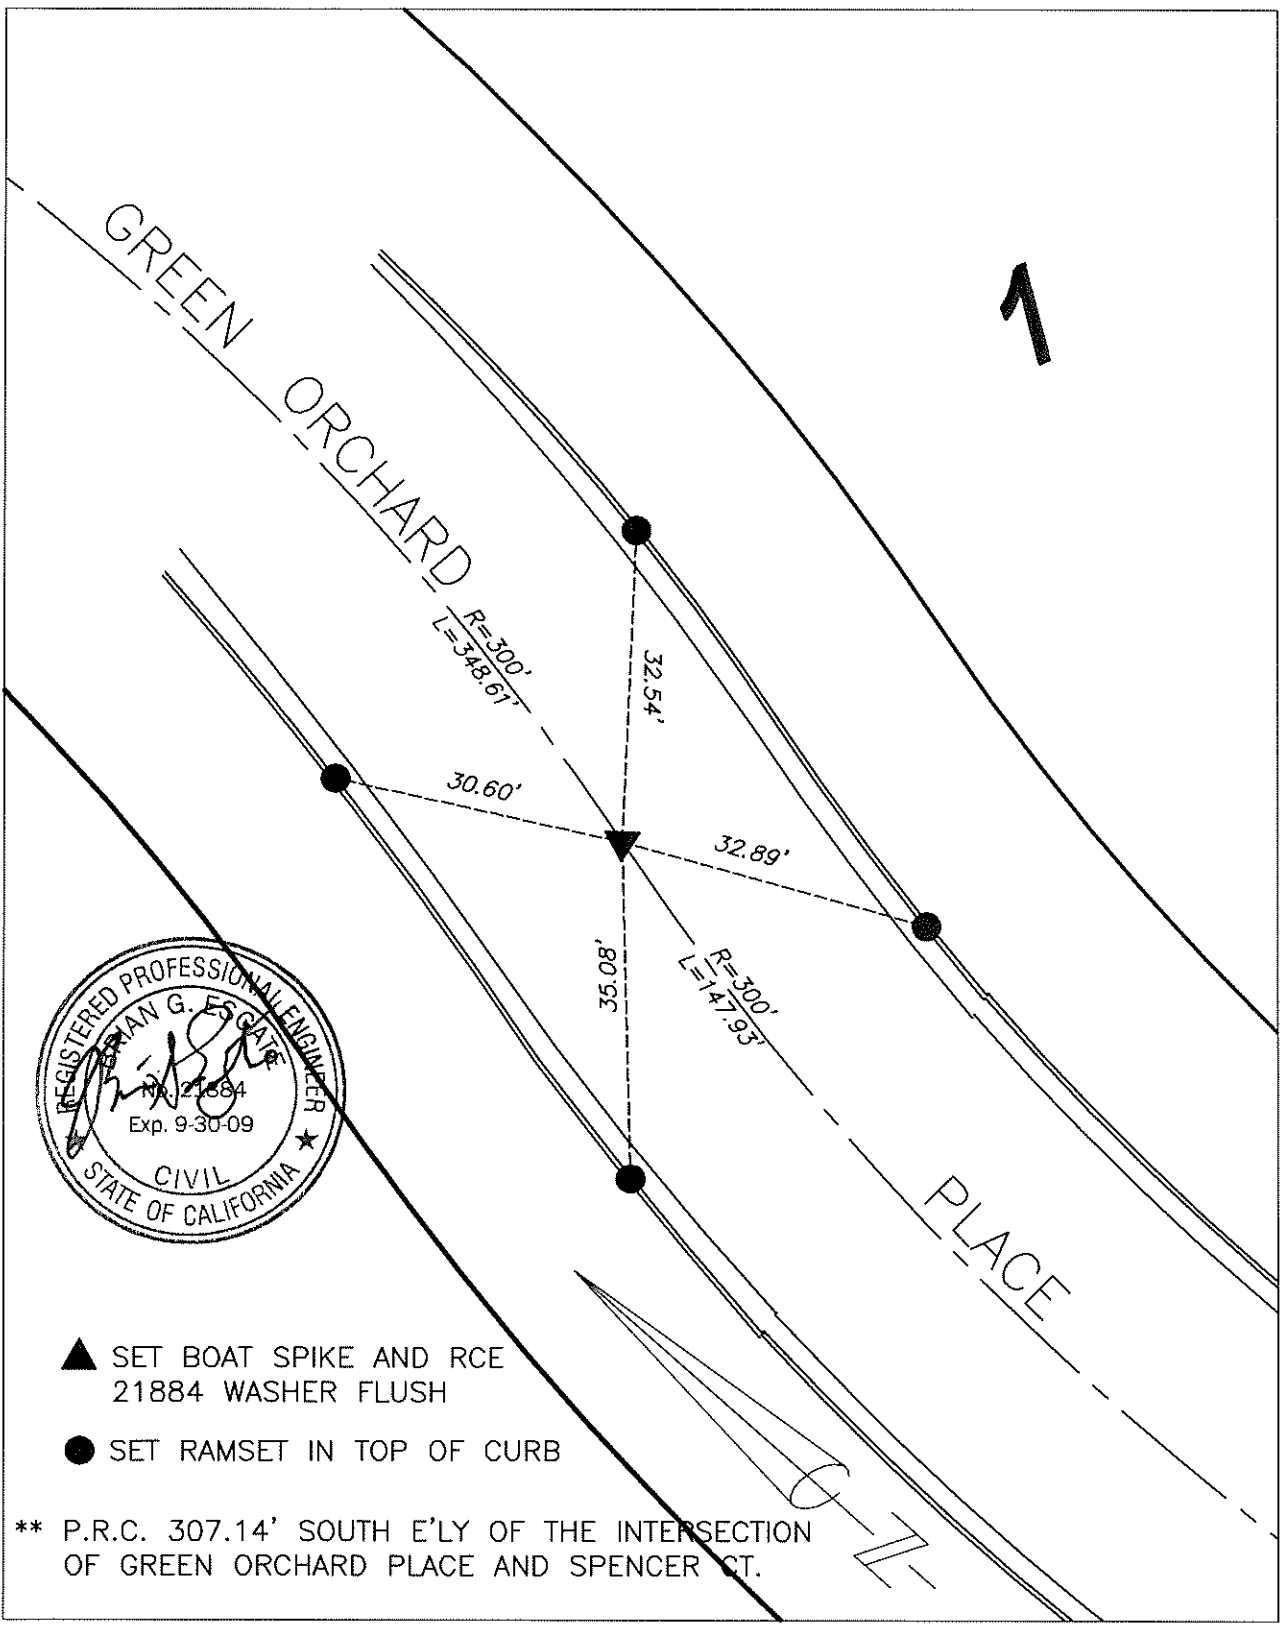 1
GREEN ORCHARD PLACE
R=300'
L=348.61'
32.54'
30.60'
32.89'
35.08'
R=300'
L=147.93'
REGISTERED PROFESSIONAL ENGINEER
BRIAN G. ESGATE
No. 21884
Exp. 9-30-09
CIVIL
STATE OF CALIFORNIA
SET BOAT SPIKE AND RCE
21884 WASHER FLUSH
SET RAMSET IN TOP OF CURB
** P.R.C. 307.14' SOUTH E'LY OF THE INTERSECTION
OF GREEN ORCHARD PLACE AND SPENCER CT.
N